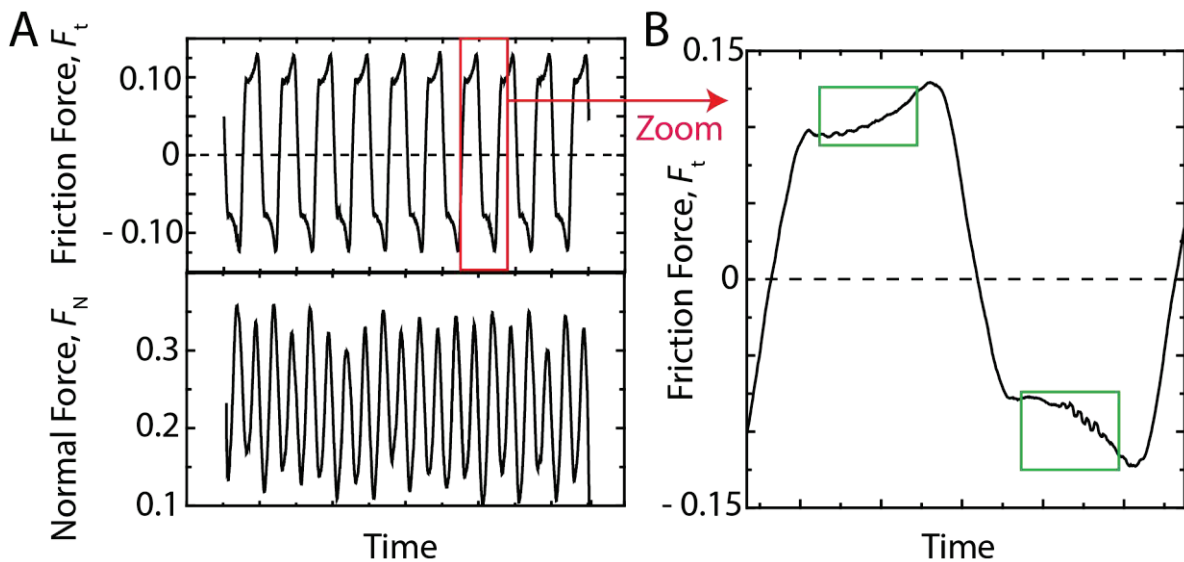 A
Friction Force, Fₜ
0.10
0
- 0.10
Normal Force, F_N
0.3
0.2
0.1
Time
Zoom
B
Friction Force, Fₜ
0.15
0
- 0.15
Time